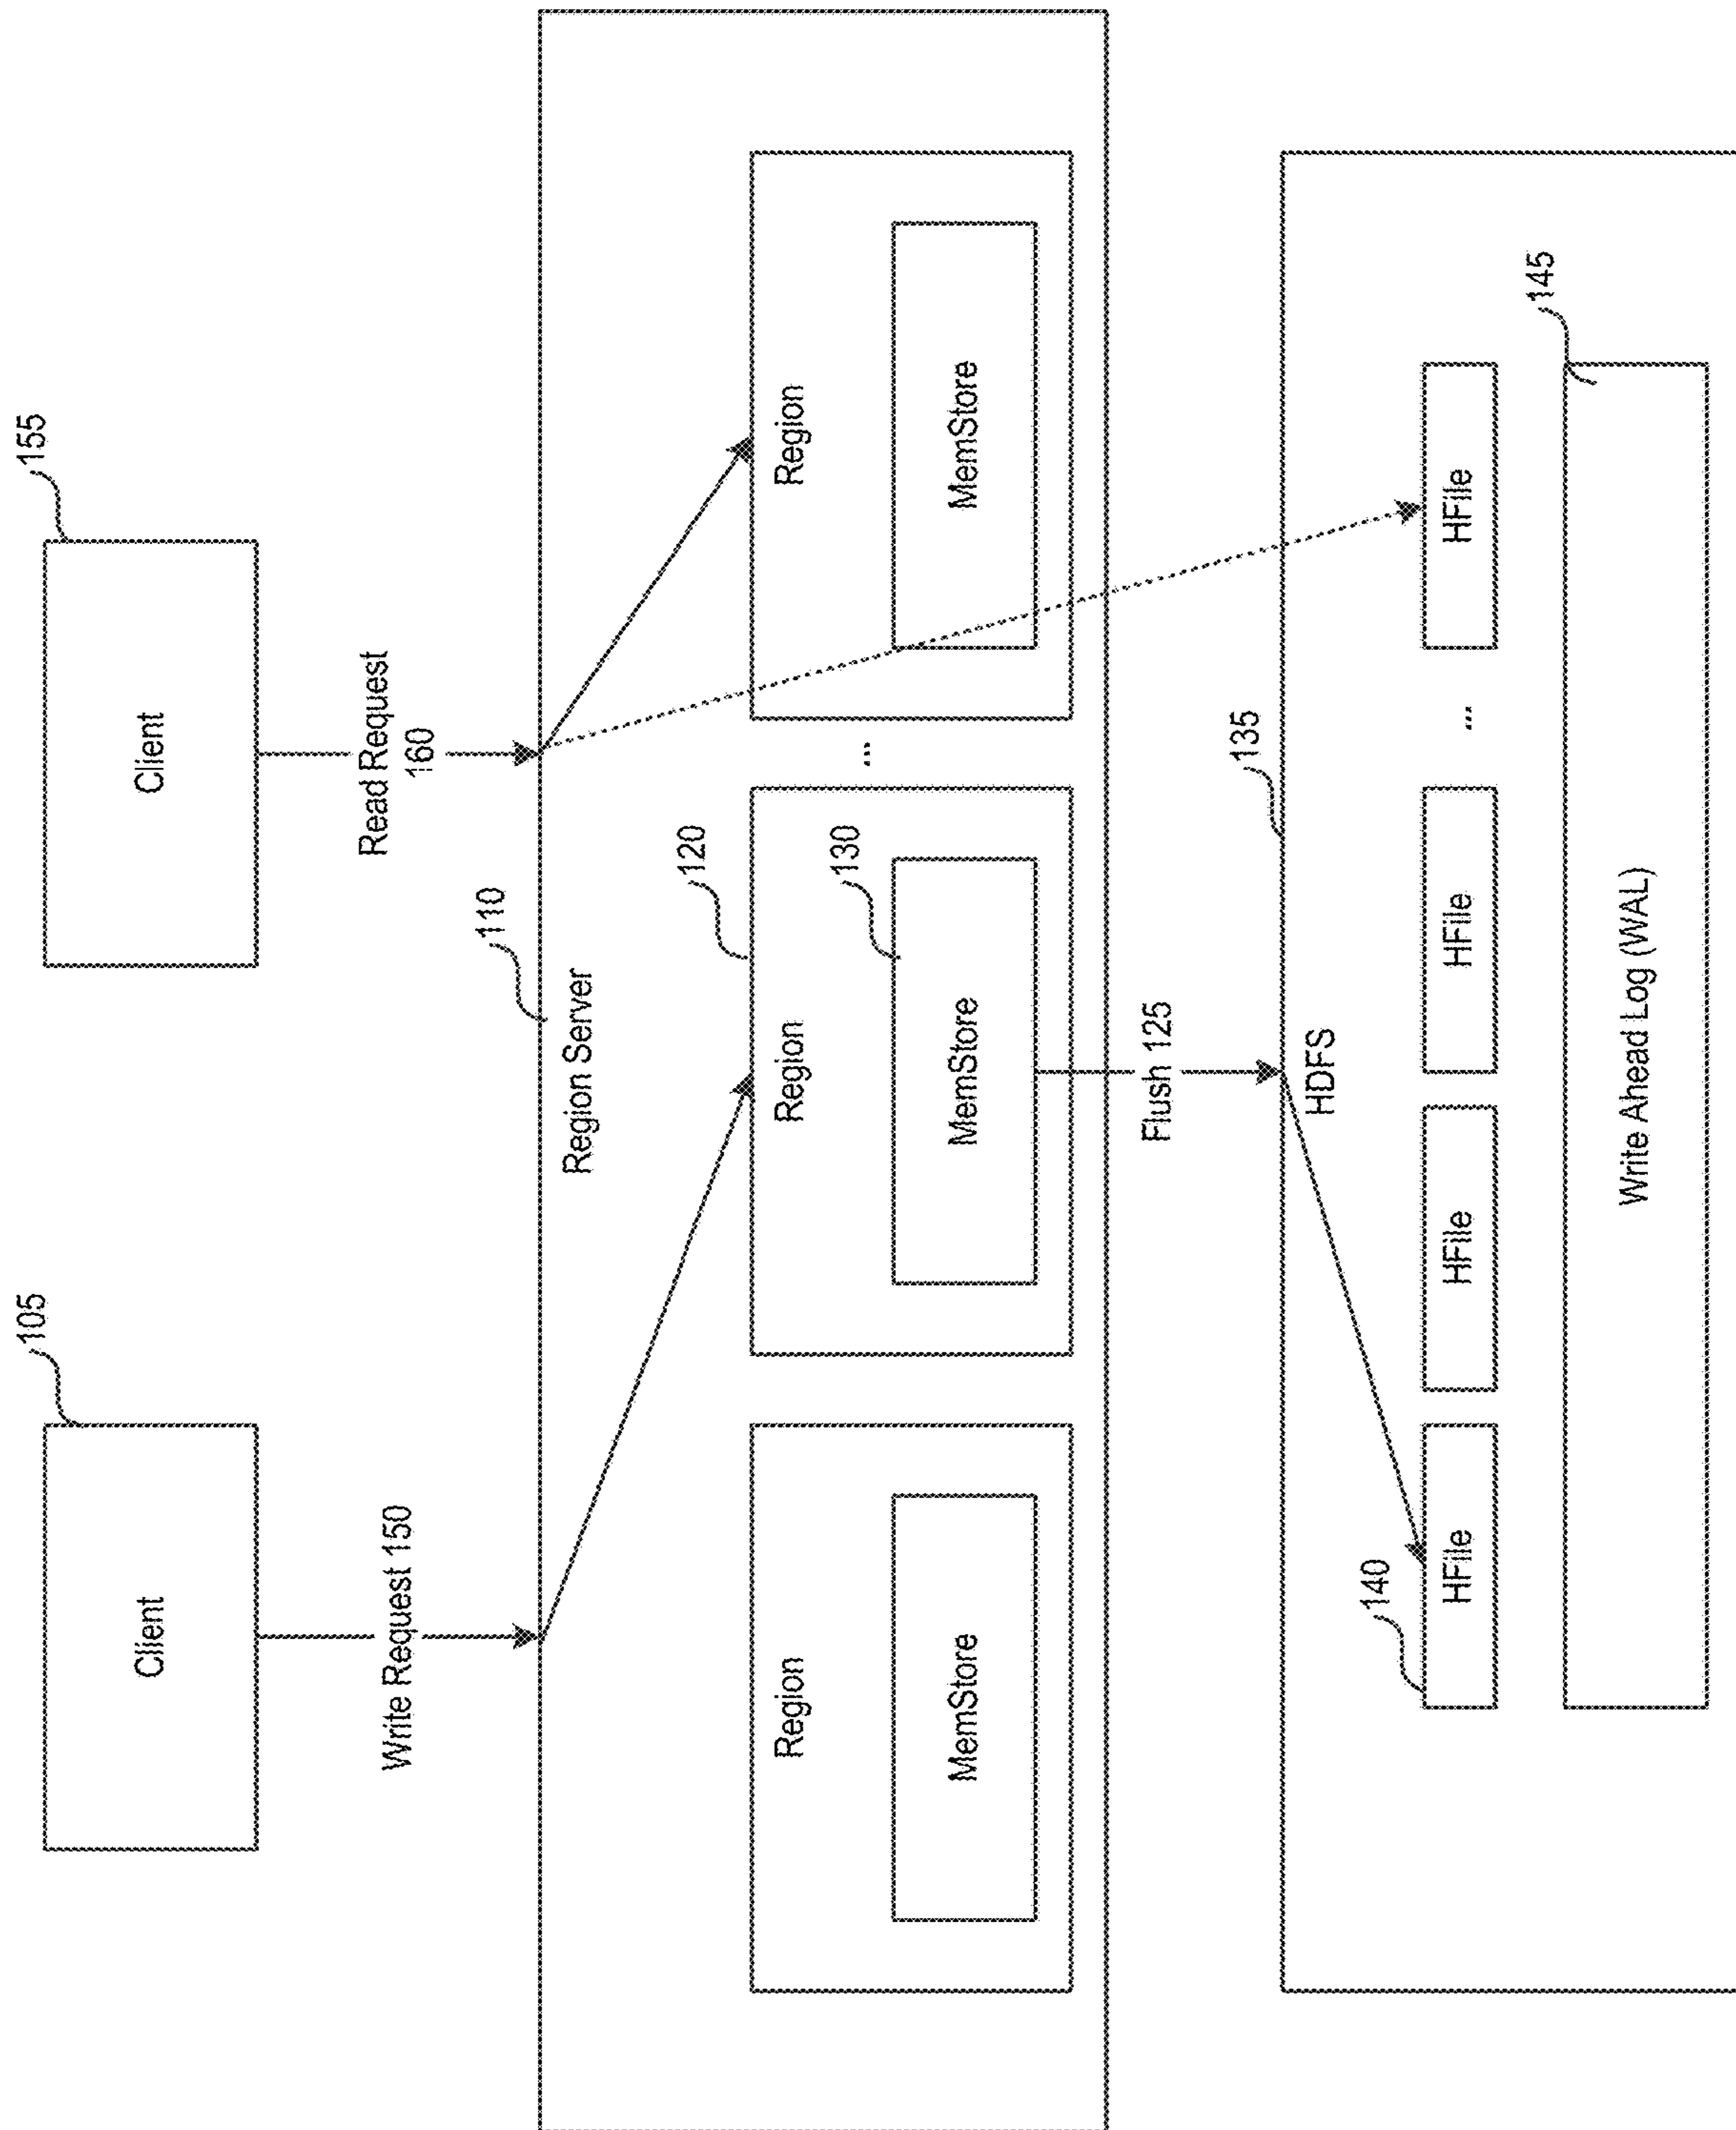 105
155
Client
Client
Write Request 150
Read Request
160
110
Region Server
120
Region
Region
Region
130
...
MemStore
MemStore
MemStore
Flush 125
135
HDFS
140
HFile
HFile
HFile
...
HFile
145
Write Ahead Log (WAL)